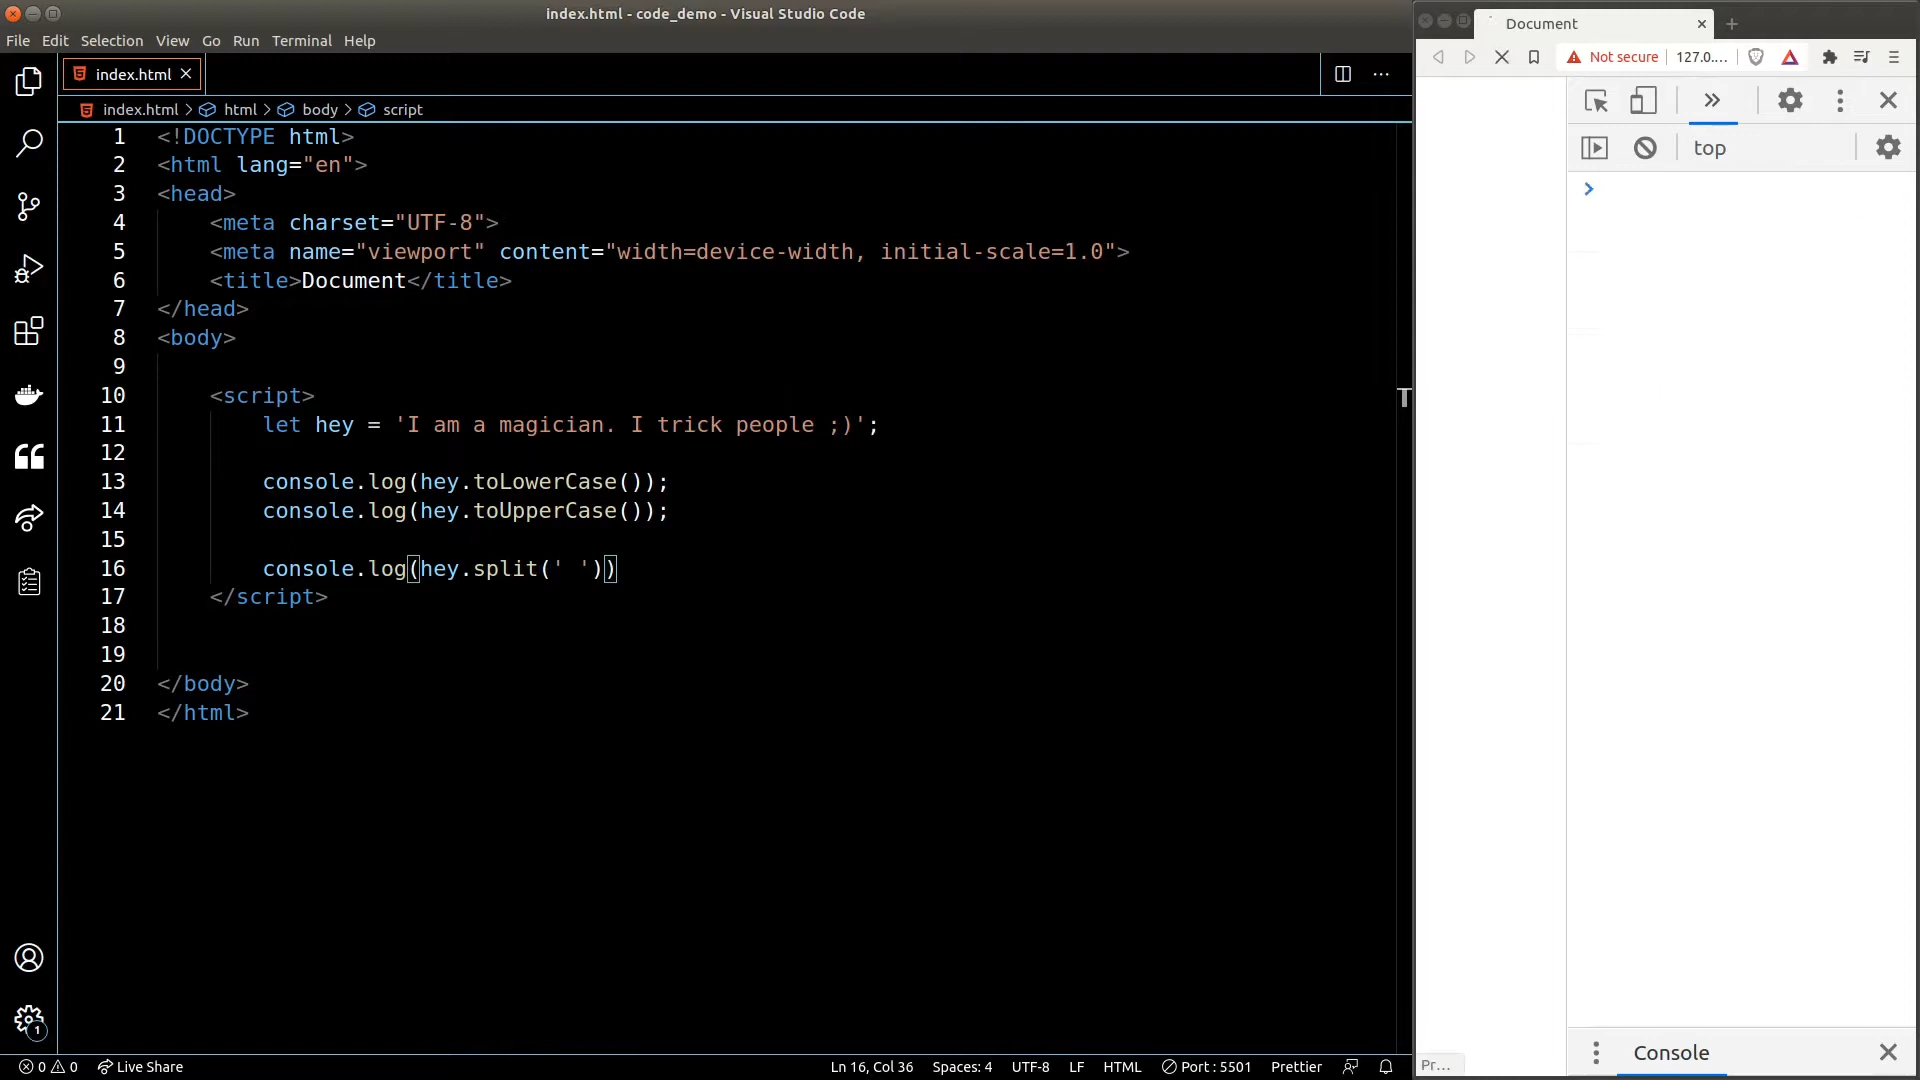 index.html - code_demo - Visual Studio Code
File Edit Selection View Go Run Terminal Help
index.html
index.html > html > body > script
1 <!DOCTYPE html>
2 <html lang="en">
3 <head>
4 <meta charset="UTF-8">
5 <meta name="viewport" content="width=device-width, initial-scale=1.0">
6 <title>Document</title>
7 </head>
8 <body>
9
10 <script>
11 let hey = 'I am a magician. I trick people ;)';
12
13 console.log(hey.toLowerCase());
14 console.log(hey.toUpperCase());
15
16 console.log(hey.split(' '))
17 </script>
18
19
20 </body>
21 </html>
1
0 0 Live Share Ln 16, Col 36 Spaces: 4 UTF-8 LF HTML Port : 5501 Prettier
Document
Not secure 127.0....
top
Console
Pr...